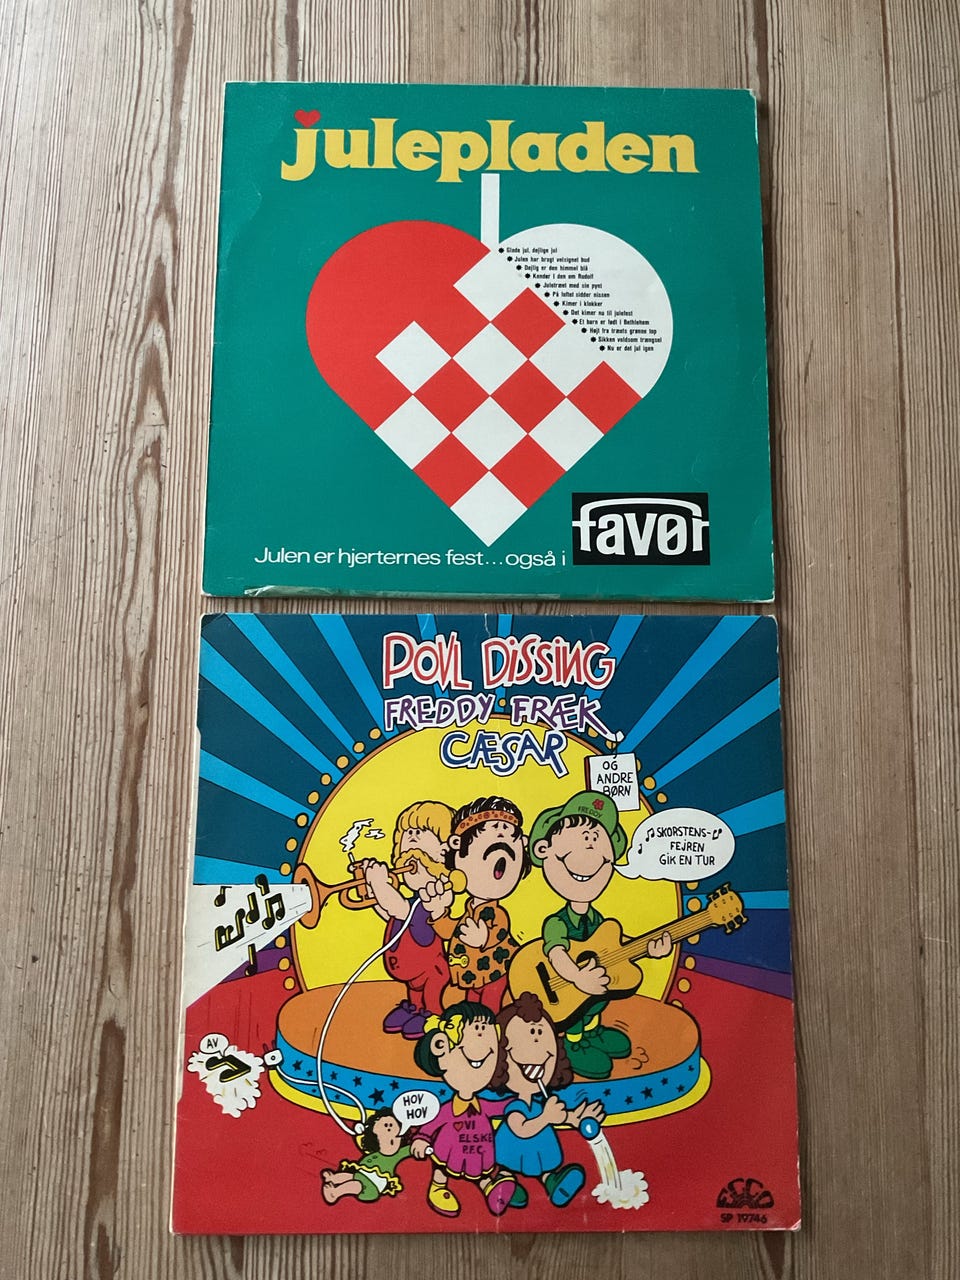 julepladen
Glade jul, dejlige jul
Julen har bragt velsignet bud
Dejlig er den himmel blå
Kender I den om Rudolf
Juletræet med sin pynt
På loftet sidder nissen
Kimer i klokker
Det kimer nu til julefest
Et barn er født i Bethlehem
Højt fra træets grønne top
Sikken voldsom trængsel
Nu er det jul igen
Julen er hjerternes fest...også i
favør
POVL DISSING
FREDDY FRÆK
CÆSAR
OG
ANDRE
BØRN
FREDDY
SKORSTENS-
FEJREN
GIK EN TUR
P.
AV
HOV
HOV
VI
ELSKE
P.F.C.
SP 19746